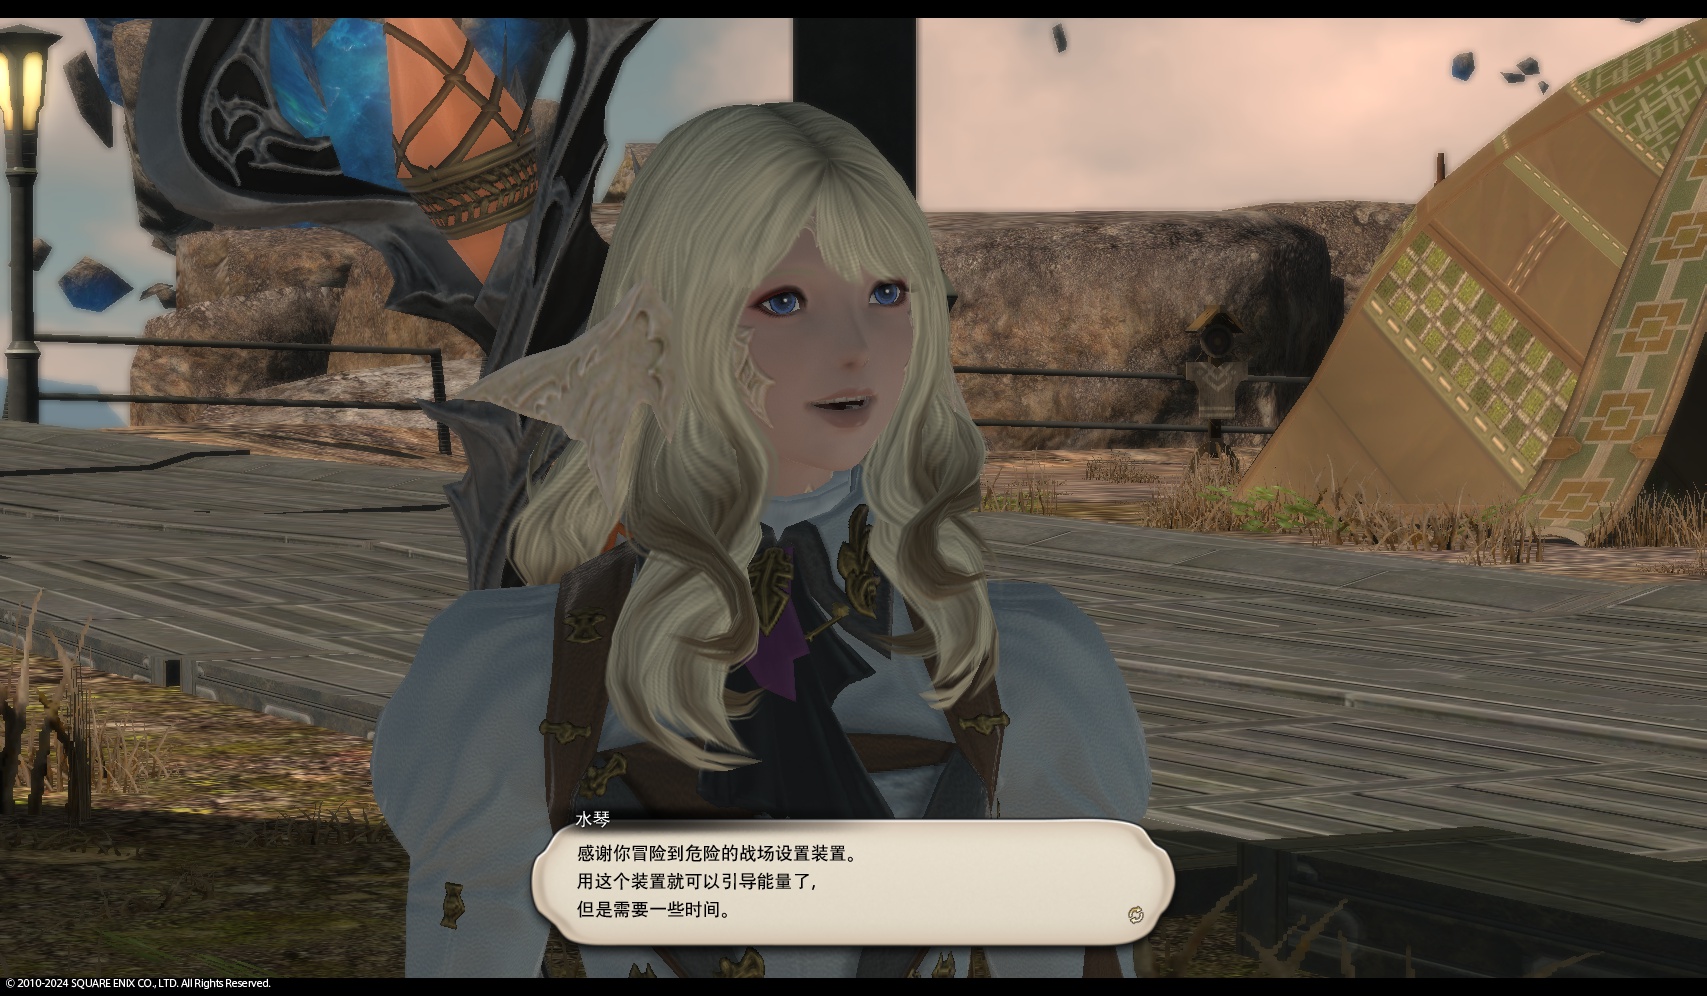 水琴
感谢你冒险到危险的战场设置装置。
用这个装置就可以引导能量了，
但是需要一些时间。
© 2010-2024 SQUARE ENIX CO., LTD. All Rights Reserved.